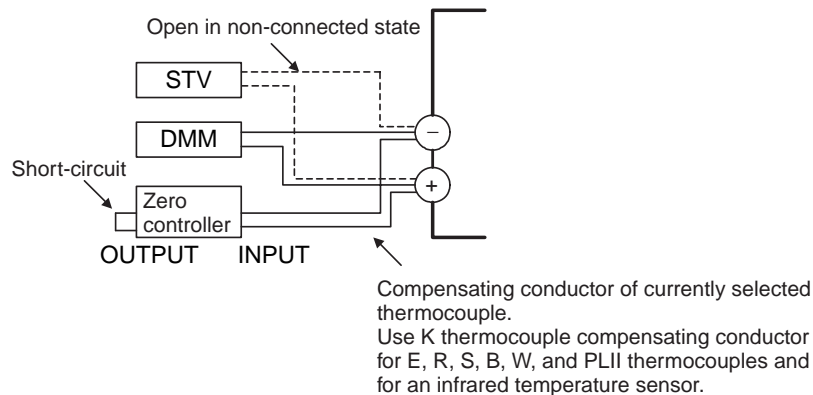 Open in non-connected state
STV
−
DMM
Short-circuit
+
Zero
controller
OUTPUT INPUT
Compensating conductor of currently selected
thermocouple.
Use K thermocouple compensating conductor
for E, R, S, B, W, and PLII thermocouples and
for an infrared temperature sensor.